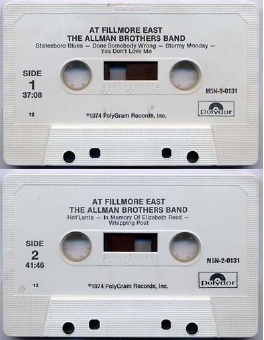 AT FILLMORE EAST
THE ALLMAN BROTHERS BAND
Statesboro Blues — Done Somebody Wrong — Stormy Monday —
You Don't Love Me
SIDE
1
37:08
M5N-2-0131
Polydor
12
℗1974 PolyGram Records, Inc.
AT FILLMORE EAST
THE ALLMAN BROTHERS BAND
Hot'Lanta — In Memory Of Elizabeth Reed —
Whipping Post
SIDE
2
41:46
M5N-2-0131
Polydor
12
℗1974 PolyGram Records, Inc.